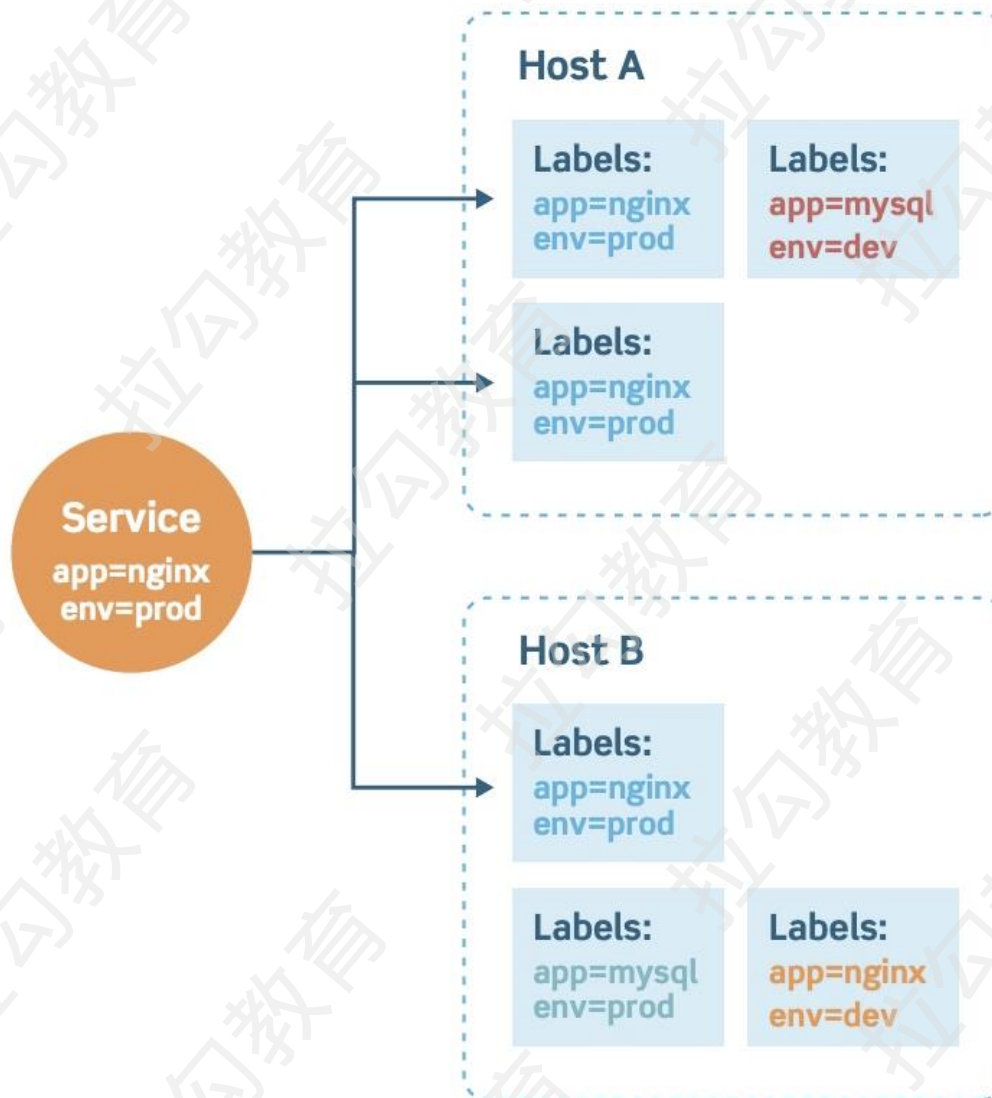 Host A
Labels:
app=nginx
env=prod
Labels:
app=mysql
env=dev
Labels:
app=nginx
env=prod
Service
app=nginx
env=prod
Host B
Labels:
app=nginx
env=prod
Labels:
app=mysql
env=prod
Labels:
app=nginx
env=dev
拉勾教育